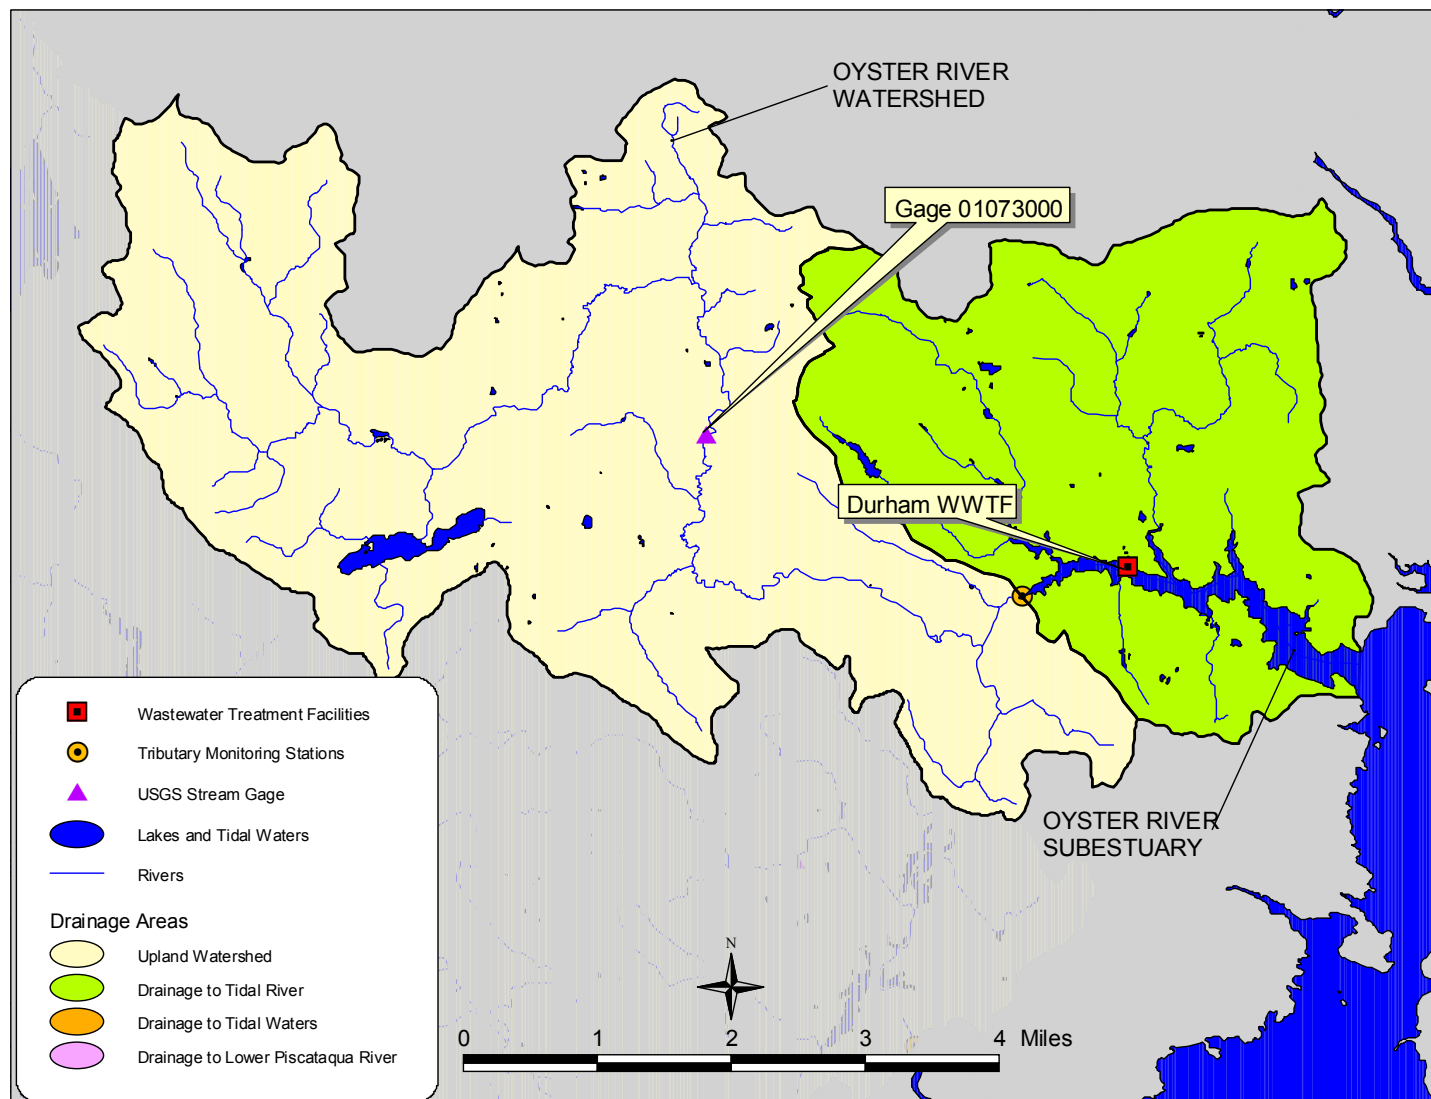 OYSTER RIVER
WATERSHED
Gage 01073000
Durham WWTF
OYSTER RIVER
SUBESTUARY
Wastewater Treatment Facilities
Tributary Monitoring Stations
USGS Stream Gage
Lakes and Tidal Waters
Rivers
Drainage Areas
Upland Watershed
Drainage to Tidal River
Drainage to Tidal Waters
Drainage to Lower Piscataqua River
N
0 1 2 3 4 Miles